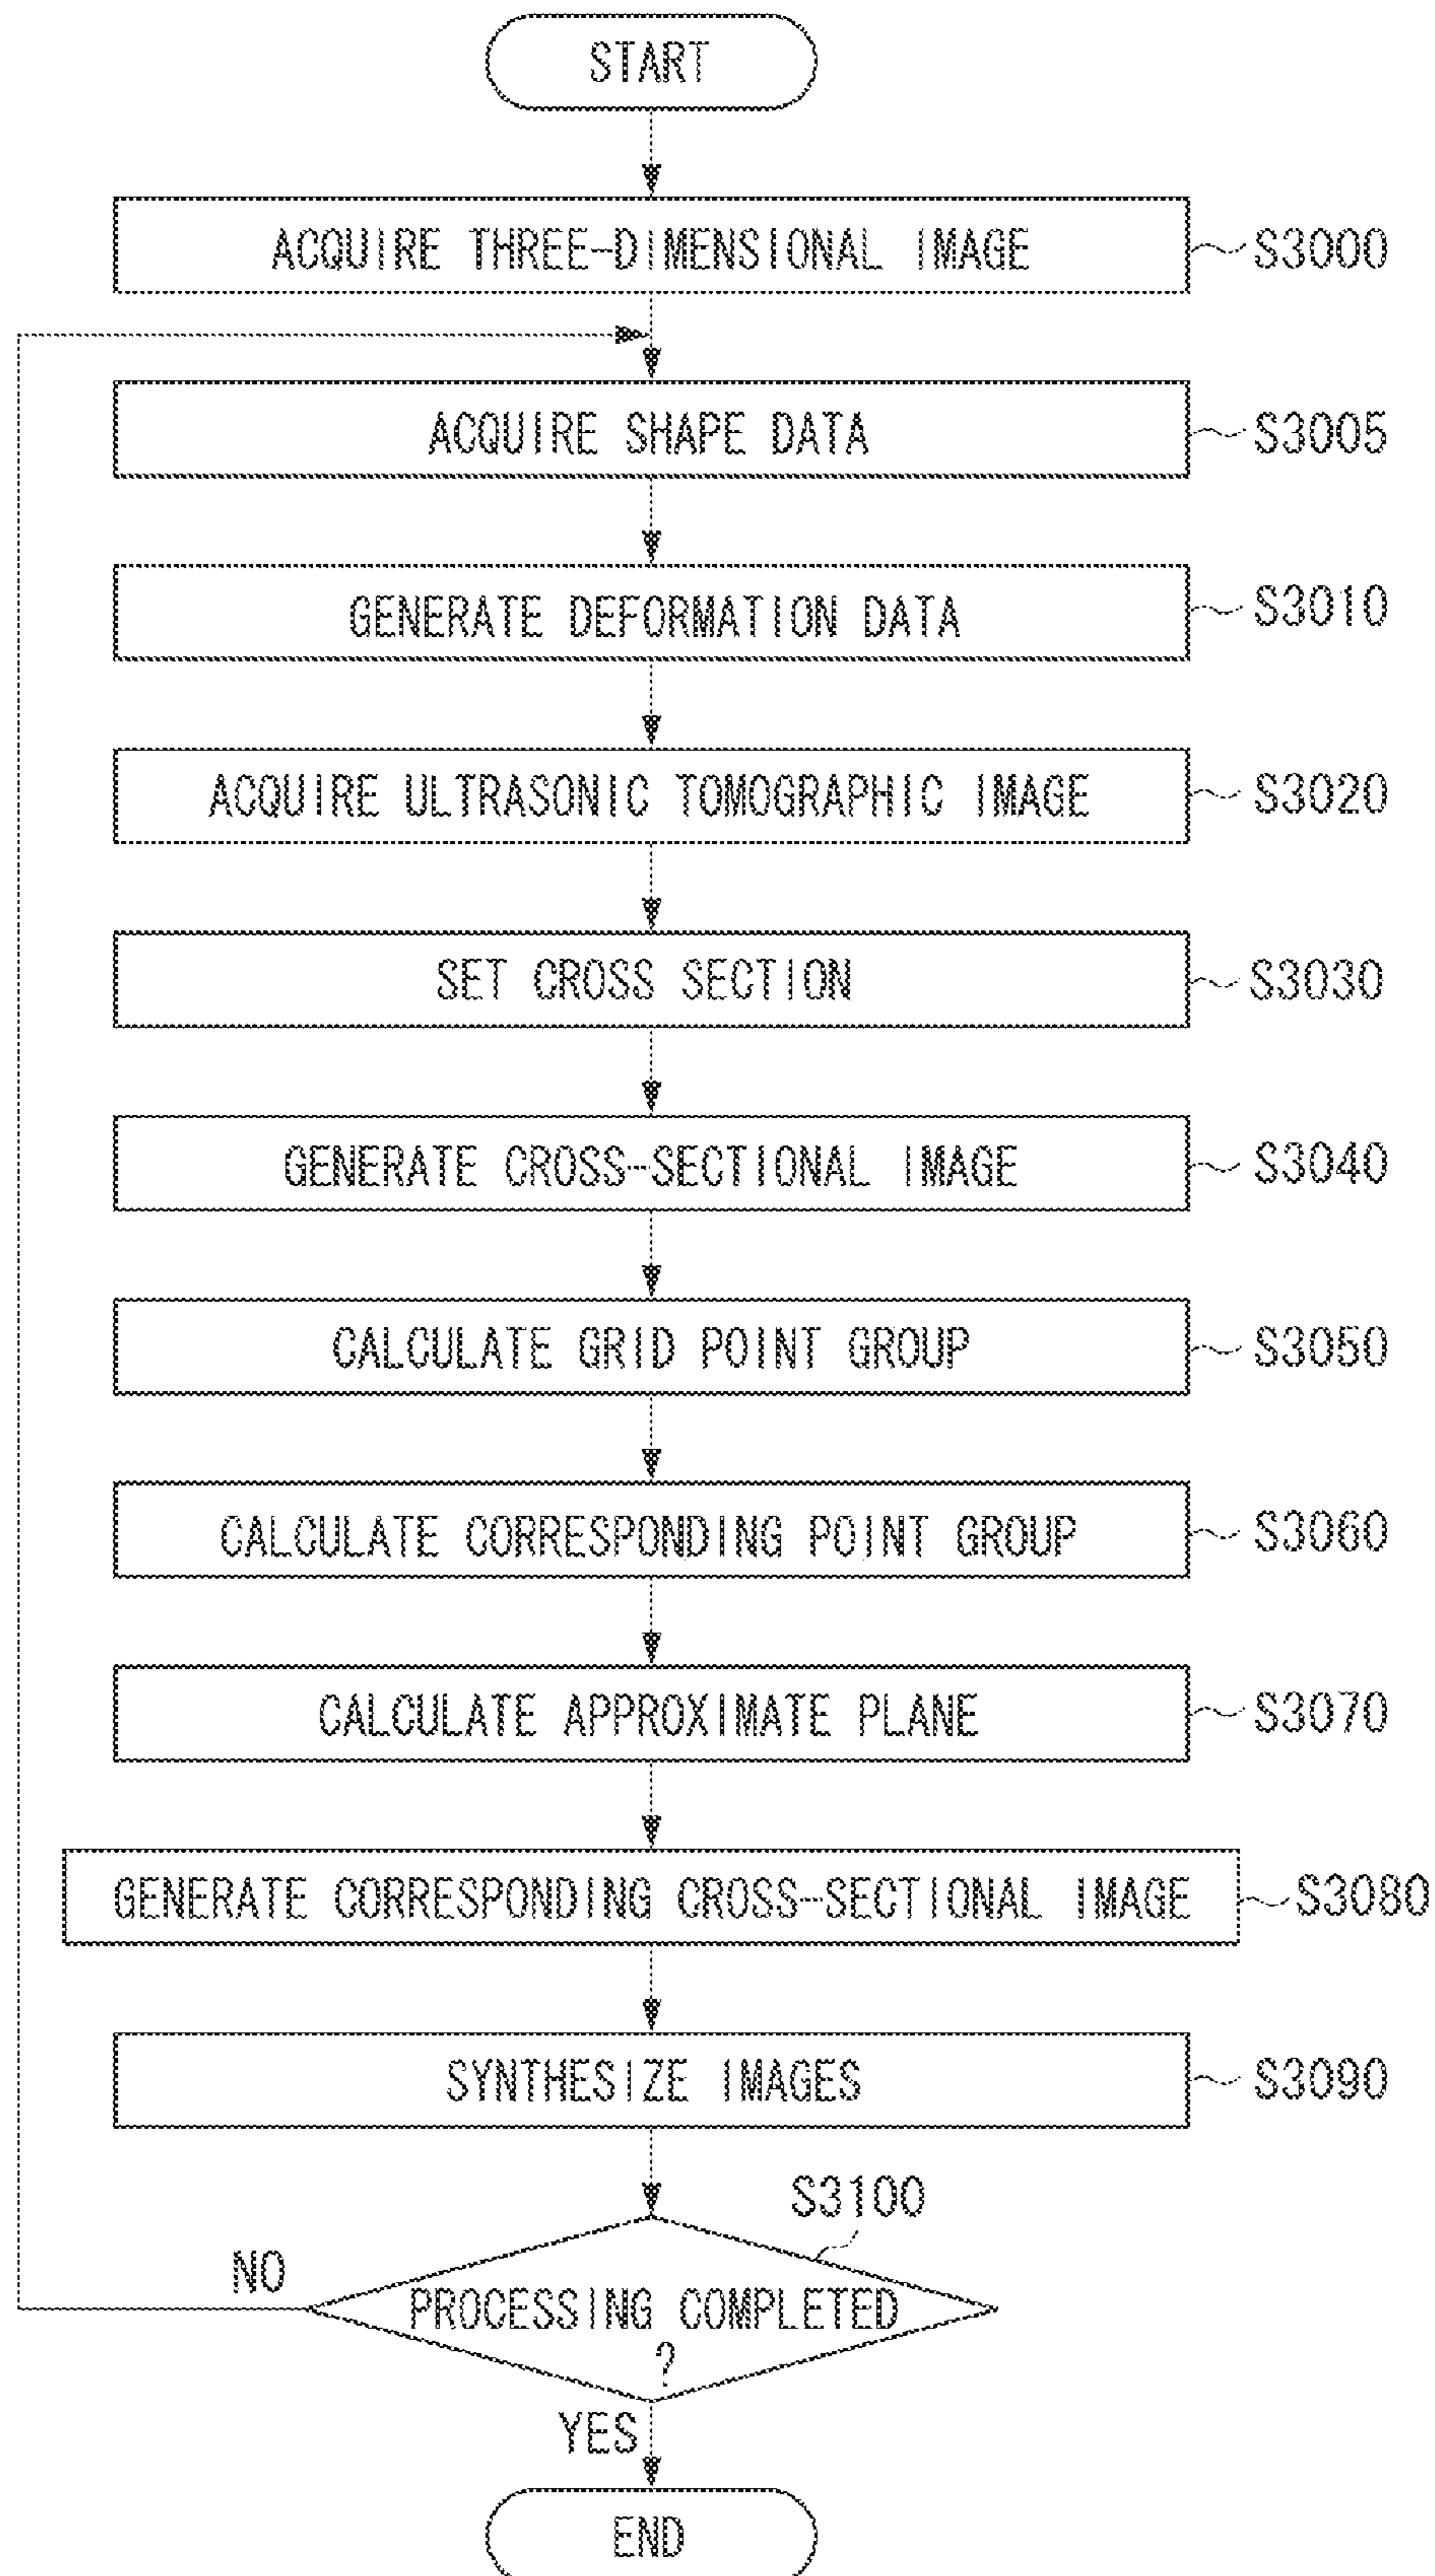 START
ACQUIRE THREE-DIMENSIONAL IMAGE
S3000
ACQUIRE SHAPE DATA
S3005
GENERATE DEFORMATION DATA
S3010
ACQUIRE ULTRASONIC TOMOGRAPHIC IMAGE
S3020
SET CROSS SECTION
S3030
GENERATE CROSS-SECTIONAL IMAGE
S3040
CALCULATE GRID POINT GROUP
S3050
CALCULATE CORRESPONDING POINT GROUP
S3060
CALCULATE APPROXIMATE PLANE
S3070
GENERATE CORRESPONDING CROSS-SECTIONAL IMAGE
S3080
SYNTHESIZE IMAGES
S3090
S3100
NO
PROCESSING COMPLETED
?
YES
END